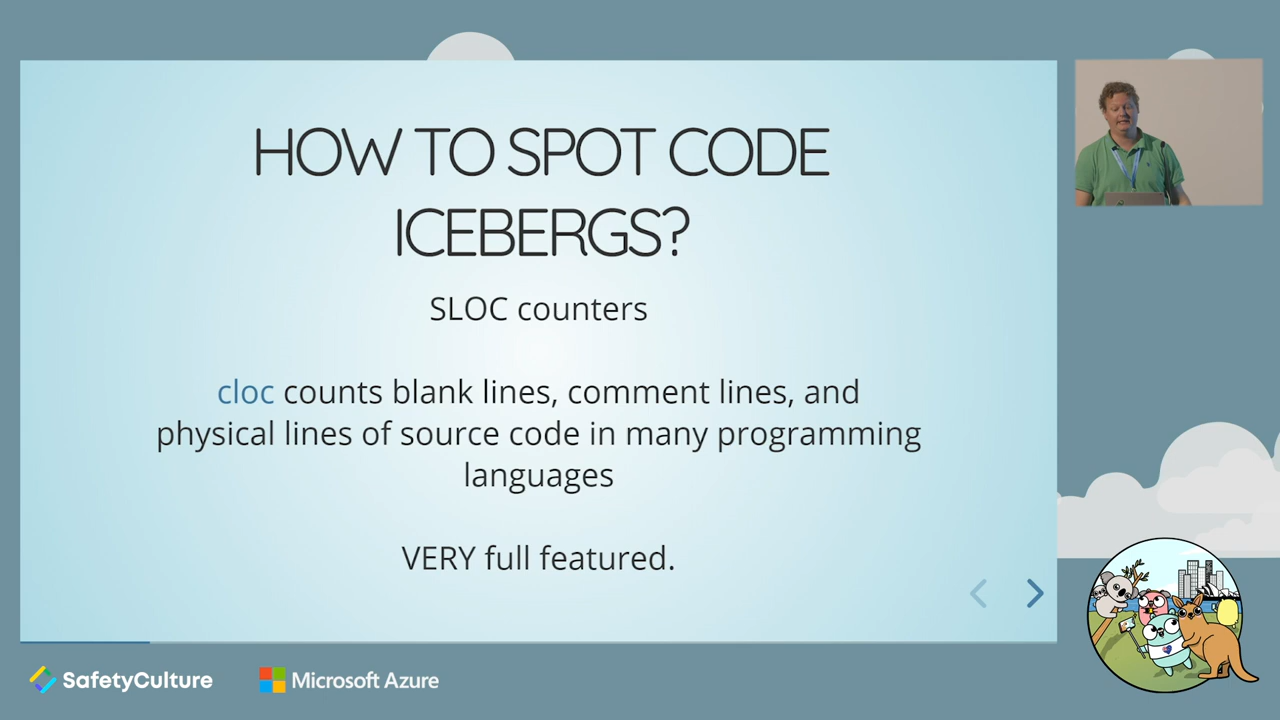 HOW TO SPOT CODE
ICEBERGS?
SLOC counters
cloc counts blank lines, comment lines, and
physical lines of source code in many programming
languages
VERY full featured.
SafetyCulture
Microsoft Azure